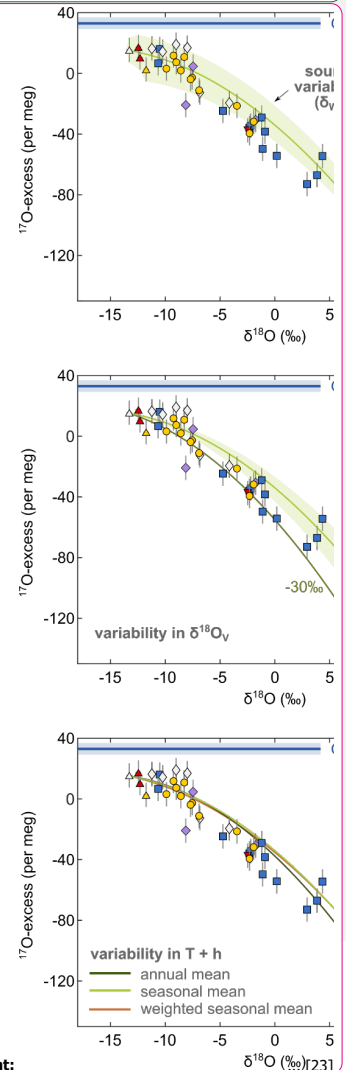 40
0
-40
-80
-120
¹⁷O-excess (per meg)
-15 -10 -5 0 5
δ¹⁸O (‰)
40
0
-40
-80
-120
¹⁷O-excess (per meg)
-30‰
variability in δ¹⁸Oᵥ
-15 -10 -5 0 5
δ¹⁸O (‰)
40
0
-40
-80
-120
¹⁷O-excess (per meg)
variability in T + h
annual mean
seasonal mean
weighted seasonal mean
-15 -10 -5 0 5
δ¹⁸O (‰)
[23]